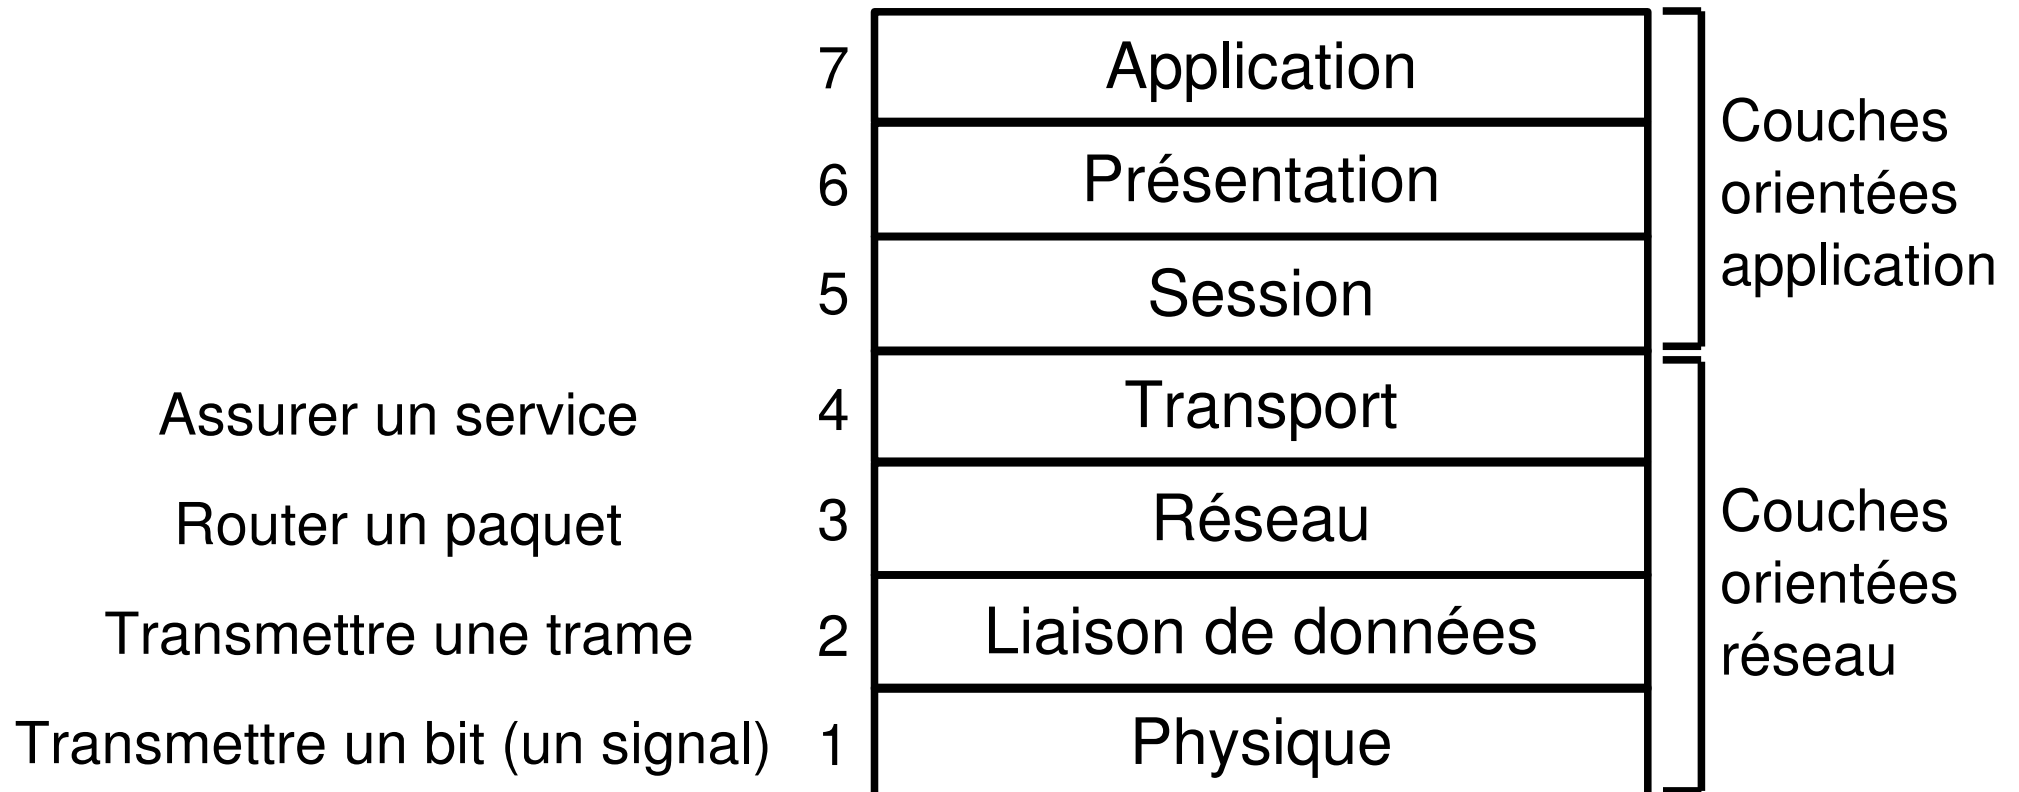 7 Application
6 Présentation
5 Session
Couches
orientées
application
Assurer un service 4 Transport
Router un paquet 3 Réseau
Transmettre une trame 2 Liaison de données
Transmettre un bit (un signal) 1 Physique
Couches
orientées
réseau